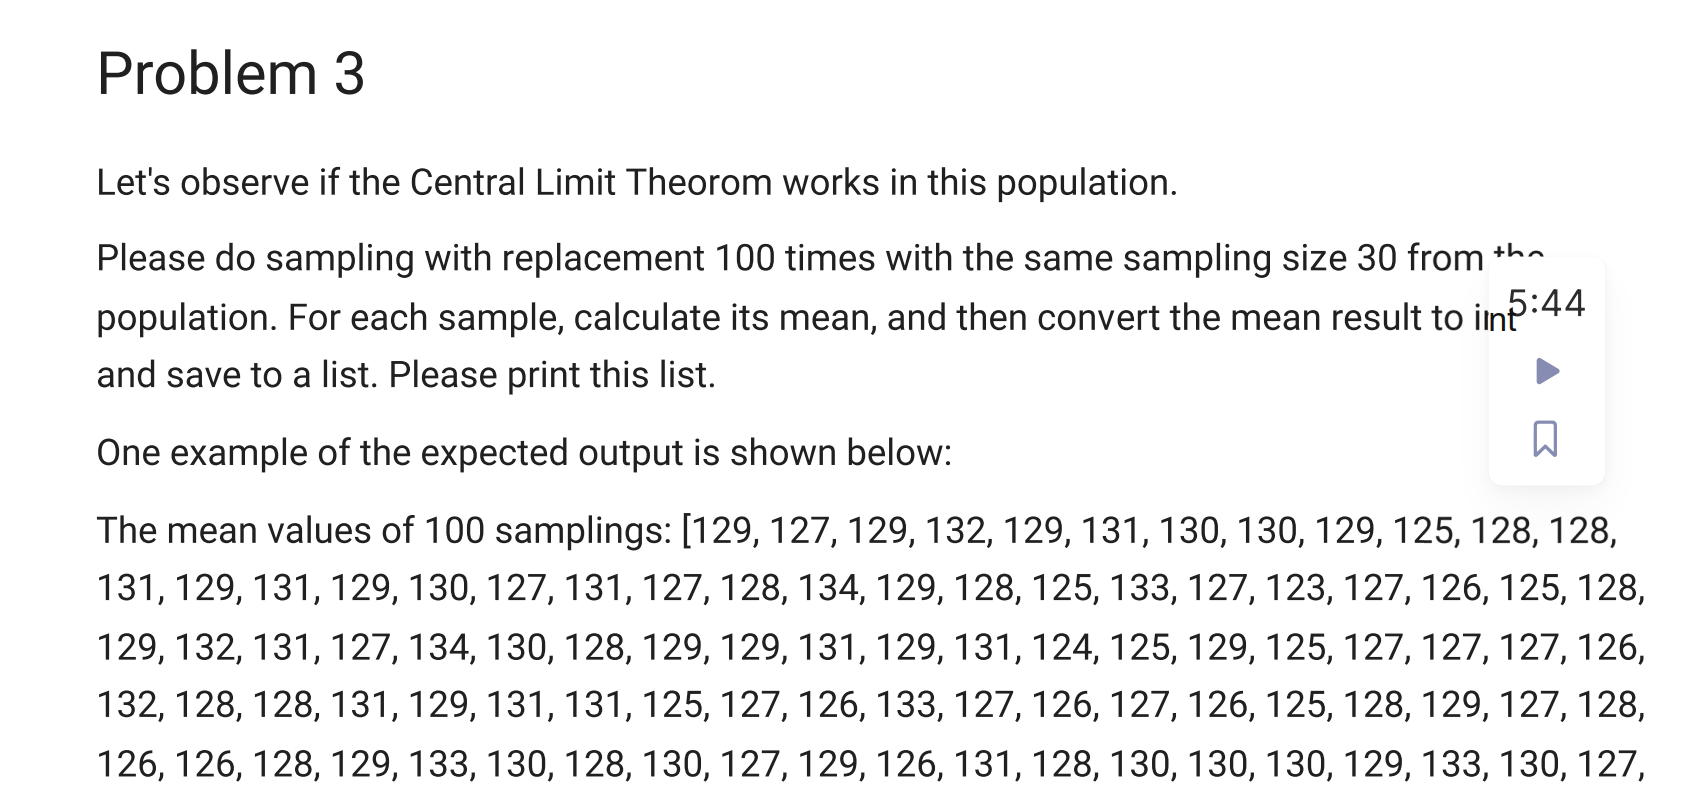 Problem 3
Let's observe if the Central Limit Theorom works in this population.
Please do sampling with replacement 100 times with the same sampling size 30 from the
population. For each sample, calculate its mean, and then convert the mean result to int
5:44
and save to a list. Please print this list.
One example of the expected output is shown below:
The mean values of 100 samplings: [129, 127, 129, 132, 129, 131, 130, 130, 129, 125, 128, 128,
131, 129, 131, 129, 130, 127, 131, 127, 128, 134, 129, 128, 125, 133, 127, 123, 127, 126, 125, 128,
129, 132, 131, 127, 134, 130, 128, 129, 129, 131, 129, 131, 124, 125, 129, 125, 127, 127, 127, 126,
132, 128, 128, 131, 129, 131, 131, 125, 127, 126, 133, 127, 126, 127, 126, 125, 128, 129, 127, 128,
126, 126, 128, 129, 133, 130, 128, 130, 127, 129, 126, 131, 128, 130, 130, 130, 129, 133, 130, 127,